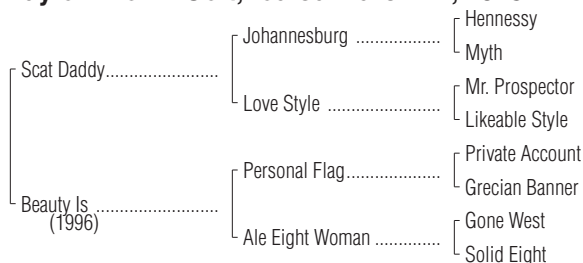 Hennessy
Johannesburg
Myth
Scat Daddy
Mr. Prospector
Love Style
Likeable Style
Private Account
Personal Flag
Grecian Banner
Beauty Is
(1996)
Gone West
Ale Eight Woman
Solid Eight